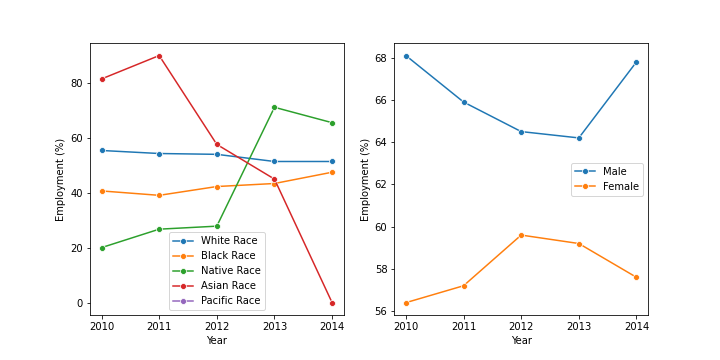 Employment (%)
80
60
40
20
0
2010 2011 2012 2013 2014
Year
White Race
Black Race
Native Race
Asian Race
Pacific Race
Employment (%)
68
66
64
62
60
58
56
2010 2011 2012 2013 2014
Year
Male
Female